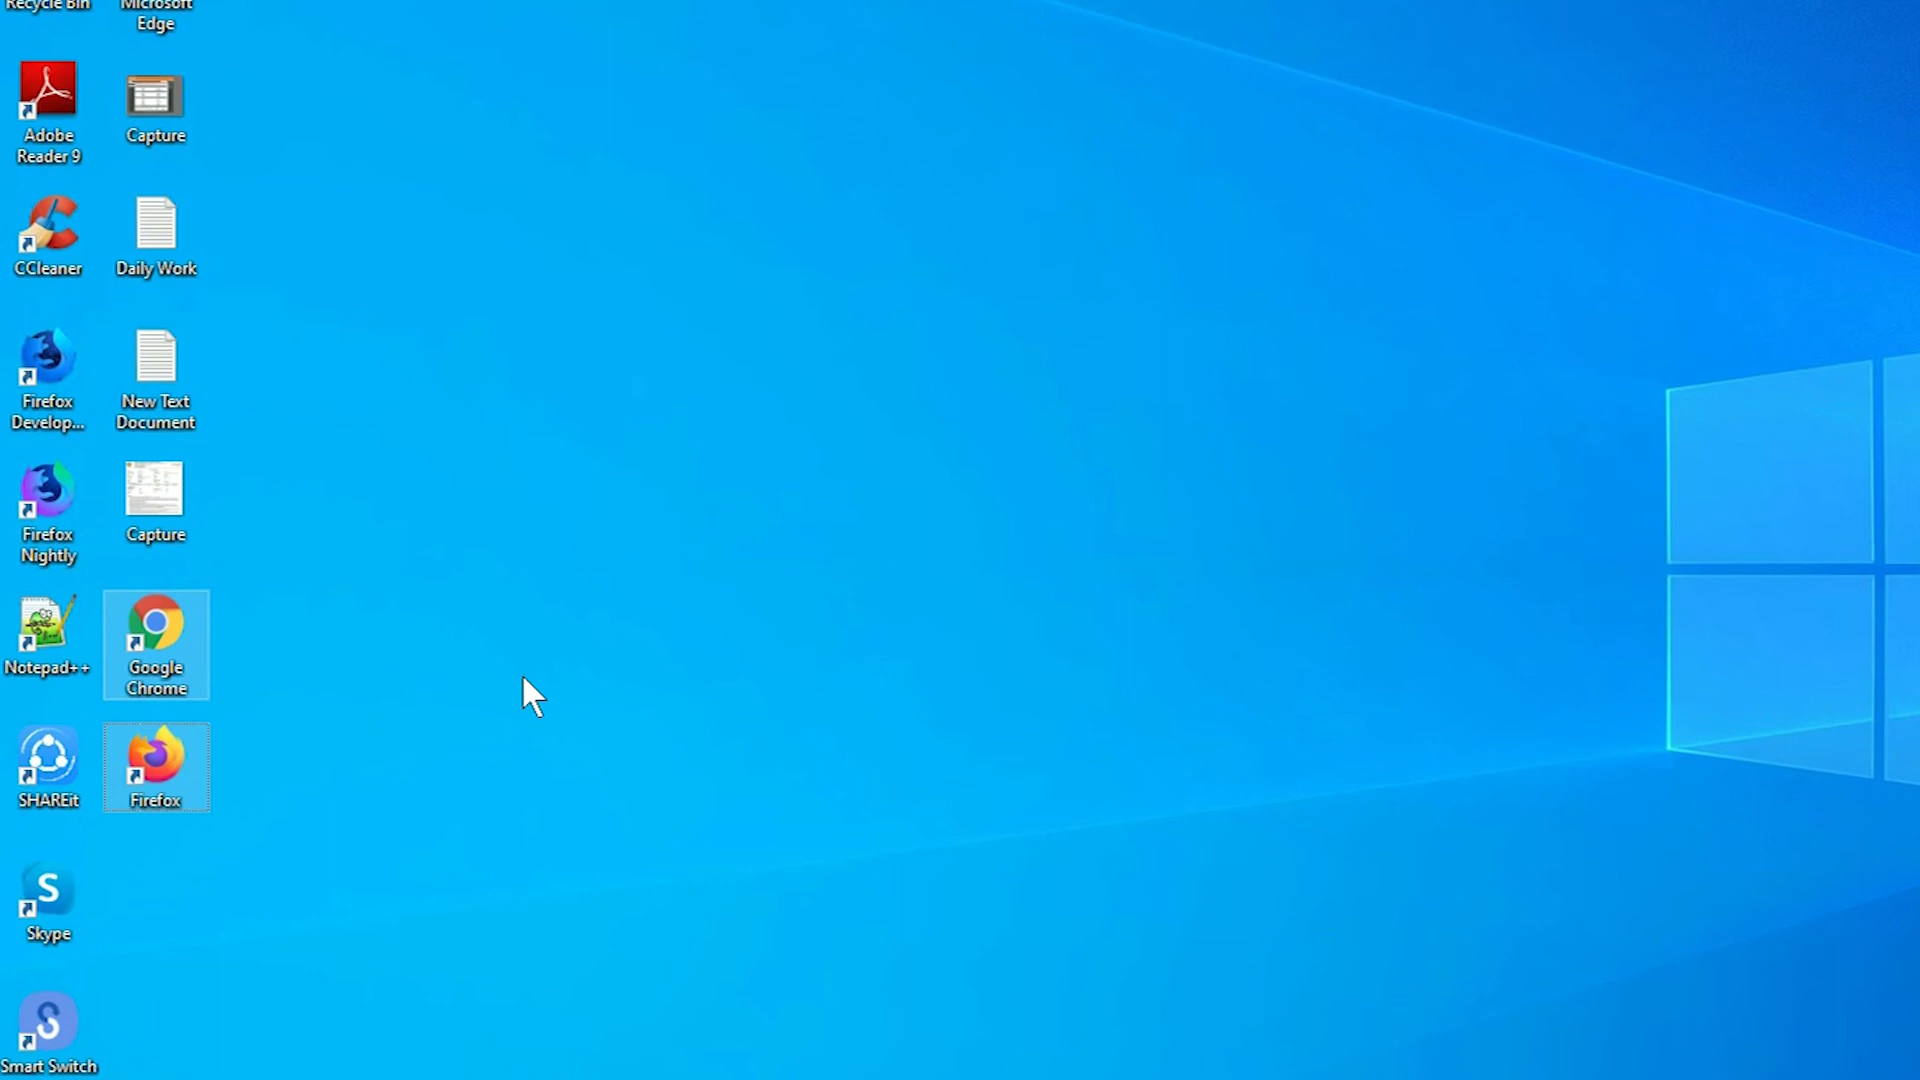 Recycle Bin
Microsoft
Edge
Adobe
Reader 9
Capture
CCleaner
Daily Work
Firefox
Develop...
New Text
Document
Firefox
Nightly
Capture
Notepad++
Google
Chrome
SHAREit
Firefox
Skype
Smart Switch